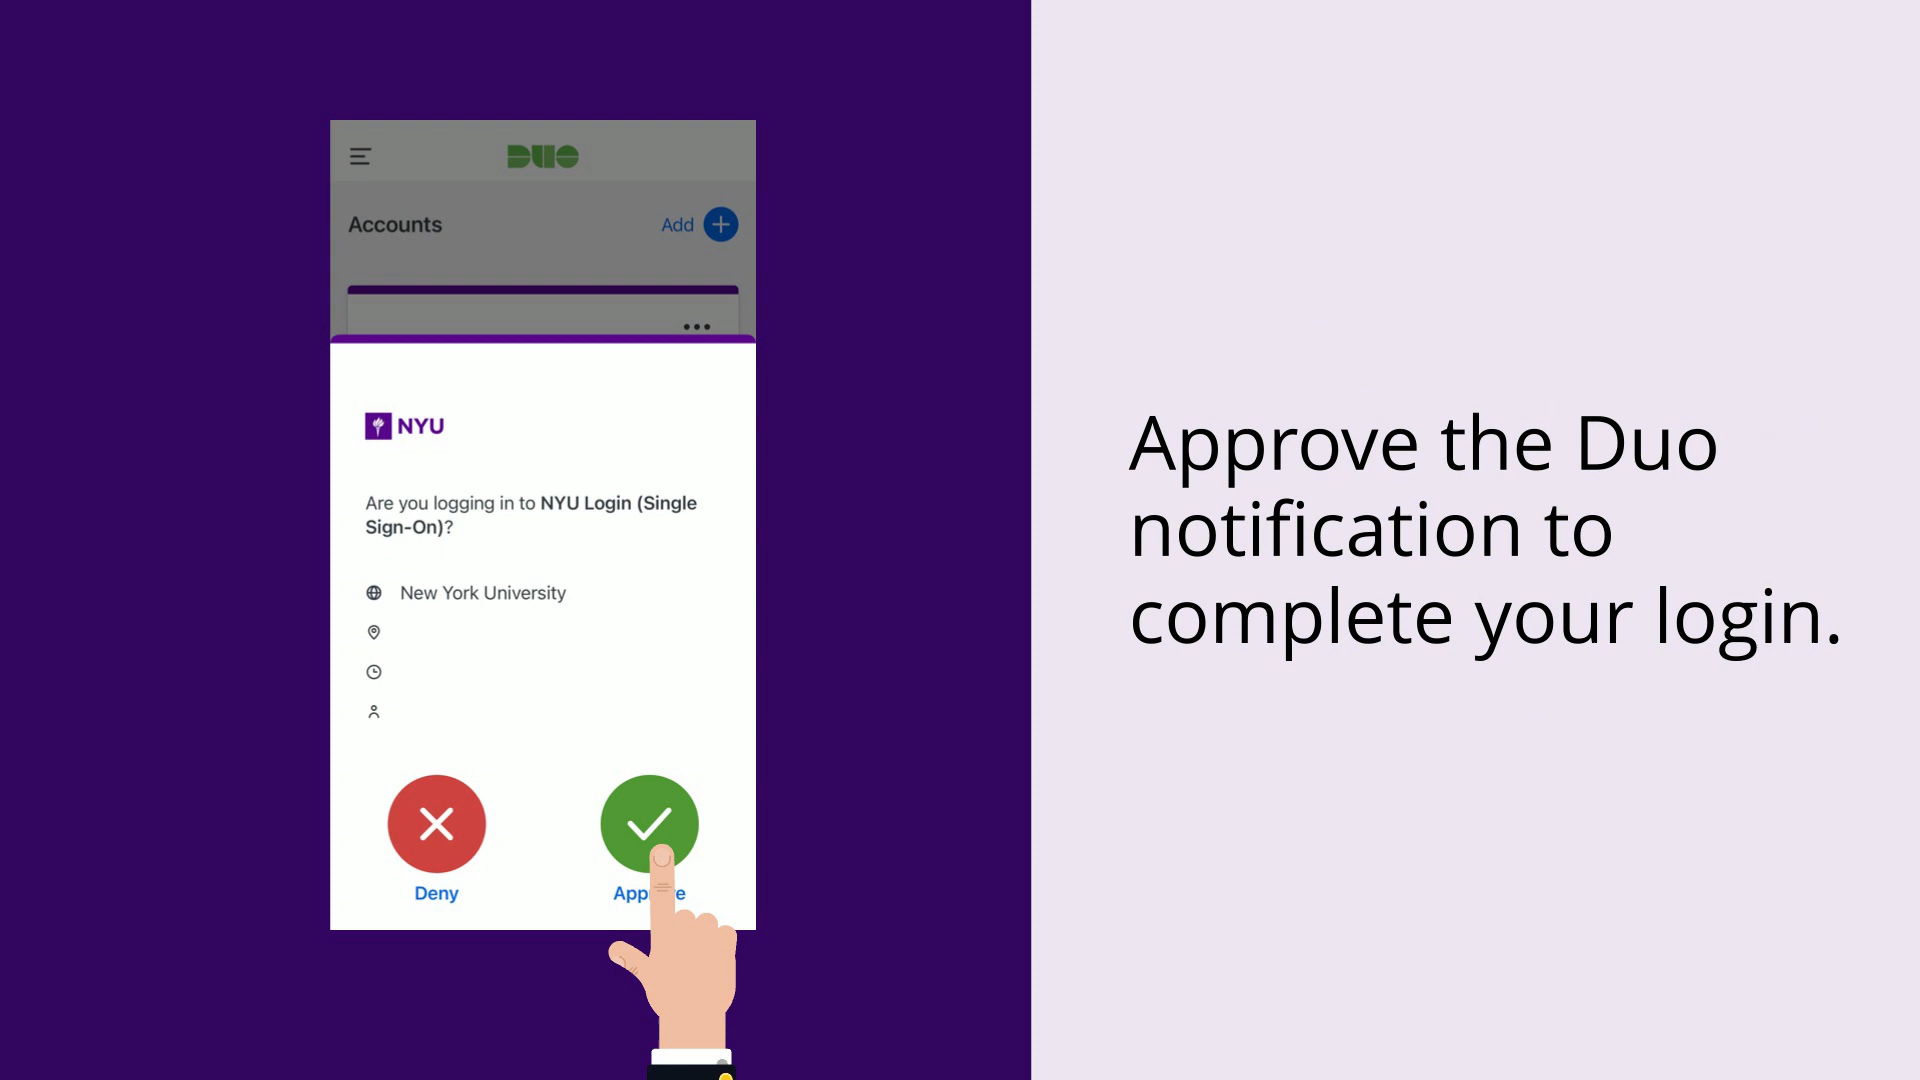 DUO
Accounts
Add
NYU
Are you logging in to NYU Login (Single
Sign-On)?
New York University
Deny
Approve
Approve the Duo
notification to
complete your login.